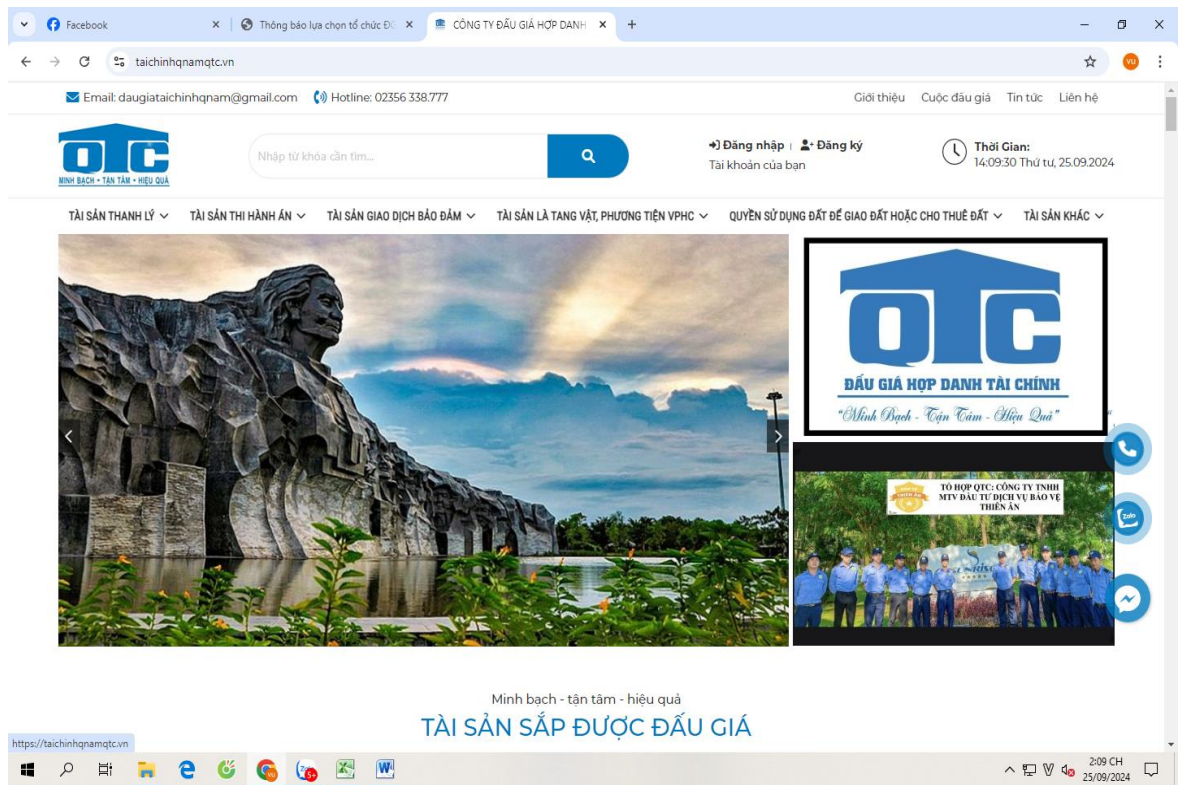 Facebook
Thông báo lựa chọn tổ chức ĐG
CÔNG TY ĐẤU GIÁ HỢP DANH
taichinhqnamqtc.vn
VU
Email: daugiataichinhqnam@gmail.com
Hotline: 02356 338.777
Giới thiệu
Cuộc đấu giá
Tin tức
Liên hệ
QTC
MINH BẠCH - TẬN TÂM - HIỆU QUẢ
Nhập từ khóa cần tìm...
Đăng nhập | Đăng ký
Tài khoản của bạn
Thời Gian:
14:09:30 Thứ tư, 25.09.2024
TÀI SẢN THANH LÝ
TÀI SẢN THI HÀNH ÁN
TÀI SẢN GIAO DỊCH BẢO ĐẢM
TÀI SẢN LÀ TANG VẬT, PHƯƠNG TIỆN VPHC
QUYỀN SỬ DỤNG ĐẤT ĐỂ GIAO ĐẤT HOẶC CHO THUÊ ĐẤT
TÀI SẢN KHÁC
QTC
ĐẤU GIÁ HỢP DANH TÀI CHÍNH
"Minh Bạch - Tận Tâm - Hiệu Quả"
TỔ HỢP QTC: CÔNG TY TNHH
MTV ĐẦU TƯ DỊCH VỤ BẢO VỆ
THIÊN ÂN
Zalo
Minh bạch - tận tâm - hiệu quả
TÀI SẢN SẮP ĐƯỢC ĐẤU GIÁ
https://taichinhqnamqtc.vn
5+
2:09 CH
25/09/2024